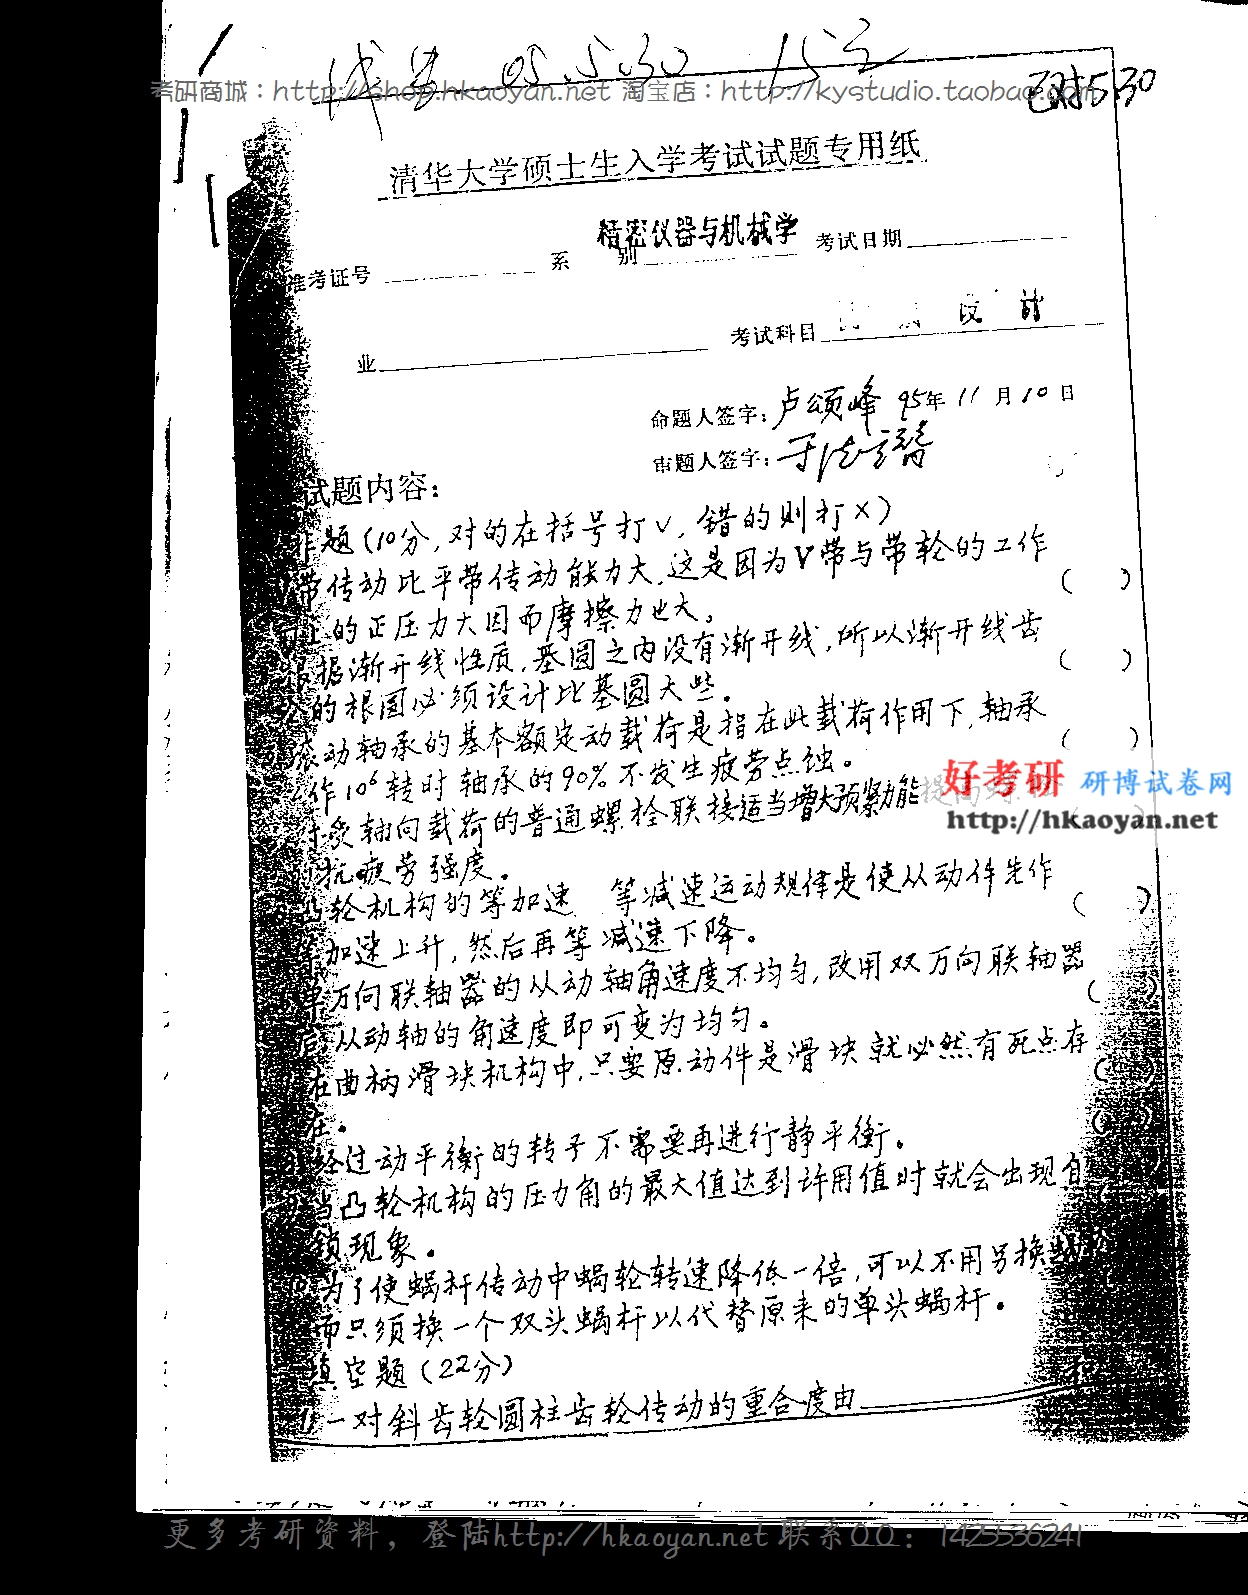 考研商城：http://shop.hkaoyan.net 淘宝店：http://kystudio.taobao.com
05.5.30 15
5.30
清华大学硕士生入学考试试题专用纸
准考证号 系别 精密仪器与机械学 考试日期
专业 考试科目 设计
命题人签字：卢颂峰 95年11月10日
审题人签字：
试题内容：
题（10分，对的在括号打√，错的则打×）
带传动比平带传动能力大，这是因为V带与带轮的工作 （ ）
上的正压力大因而摩擦力也大。
根据渐开线性质，基圆之内没有渐开线，所以渐开线齿 （ ）
的根圆必须设计比基圆大些。
滚动轴承的基本额定动载荷是指在此载荷作用下，轴承 （ ）
作10⁶转时轴承的90%不发生疲劳点蚀。
好考研 研博试卷网
对受轴向载荷的普通螺栓联接适当增大预紧力能提高
http://hkaoyan.net
抗疲劳强度。
凸轮机构的等加速 等减速运动规律是使从动件先作 （ ）
加速上升，然后再等减速下降。
单万向联轴器的从动轴角速度不均匀，改用双万向联轴器 （ ）
后从动轴的角速度即可变为均匀。
在曲柄滑块机构中，只要原动件是滑块就必然有死点存 （ ）
在。
经过动平衡的转子不需要再进行静平衡。 （ ）
当凸轮机构的压力角的最大值达到许用值时就会出现自
锁现象。
为了使蜗杆传动中蜗轮转速降低一倍，可以不用另换蜗
而只须换一个双头蜗杆以代替原来的单头蜗杆。
填空题（22分）
一对斜齿轮圆柱齿轮传动的重合度由
更多考研资料，登陆http://hkaoyan.net 联系QQ：1425536241